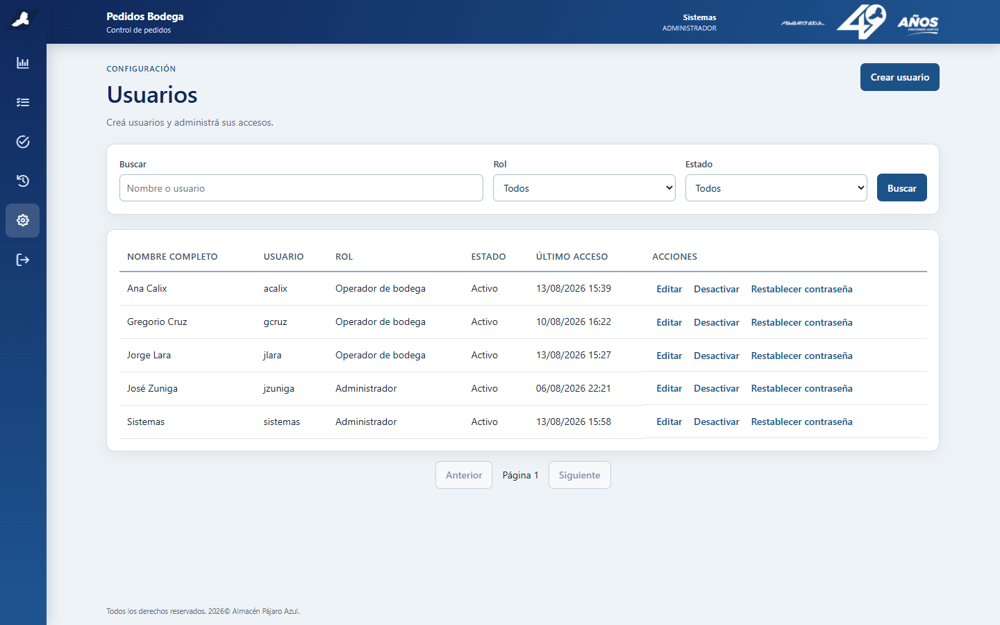 Pedidos Bodega
Control de pedidos
Sistemas
ADMINISTRADOR
PAJARO AZUL
49 AÑOS
CRECIENDO JUNTOS
CONFIGURACIÓN
Usuarios
Creá usuarios y administrá sus accesos.
Crear usuario
Buscar Rol Estado
Nombre o usuario Todos Todos Buscar
NOMBRE COMPLETO USUARIO ROL ESTADO ÚLTIMO ACCESO ACCIONES
Ana Calix acalix Operador de bodega Activo 13/08/2026 15:39 Editar Desactivar Restablecer contraseña
Gregorio Cruz gcruz Operador de bodega Activo 10/08/2026 16:22 Editar Desactivar Restablecer contraseña
Jorge Lara jlara Operador de bodega Activo 13/08/2026 15:27 Editar Desactivar Restablecer contraseña
José Zuniga jzuniga Administrador Activo 06/08/2026 22:21 Editar Desactivar Restablecer contraseña
Sistemas sistemas Administrador Activo 13/08/2026 15:58 Editar Desactivar Restablecer contraseña
Anterior Página 1 Siguiente
Todos los derechos reservados. 2026© Almacén Pájaro Azul.